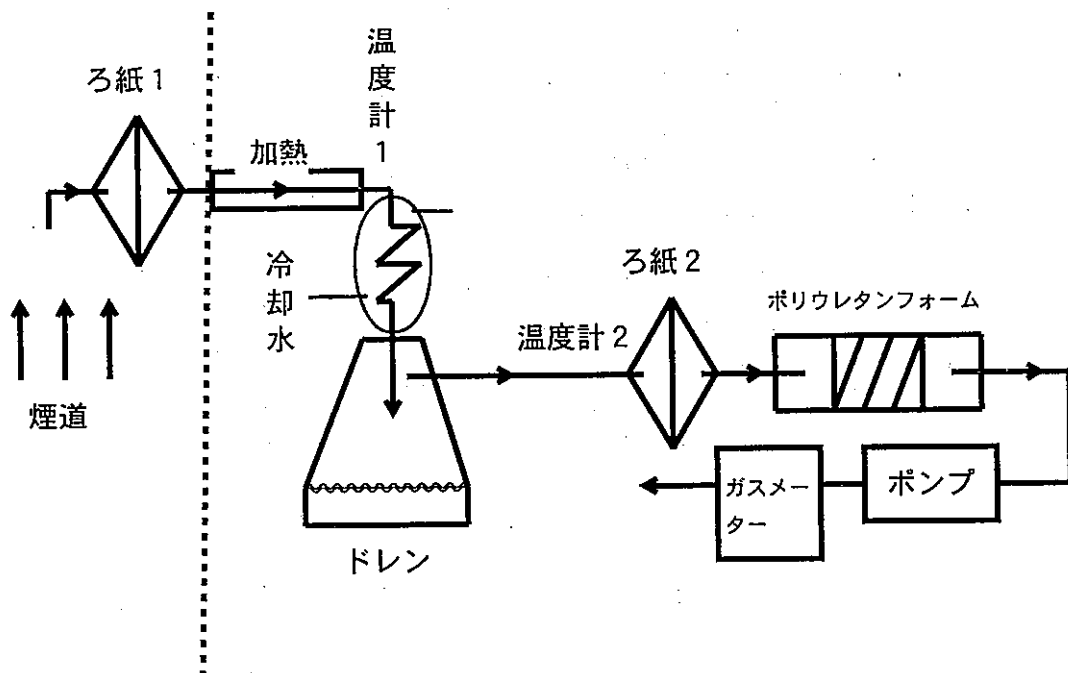 温度計1
ろ紙1
加熱
冷却水
ろ紙2
ポリウレタンフォーム
温度計2
煙道
ガスメー
ター
ポンプ
ドレン